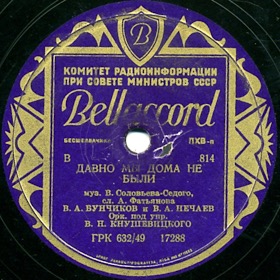 B
КОМИТЕТ РАДИОИНФОРМАЦИИ
ПРИ СОВЕТЕ МИНИСТРОВ СССР
Bellaccord
ПХВ-п
В 814
ДАВНО МЫ ДОМА НЕ
БЫЛИ
муз. В. Соловьева-Седого,
сл. А. Фатьянова
В. А. БУНЧИКОВ и В. А. НЕЧАЕВ
Орк. под упр.
В. Н. КНУШЕВИЦКОГО
ГРК 632/49 17288